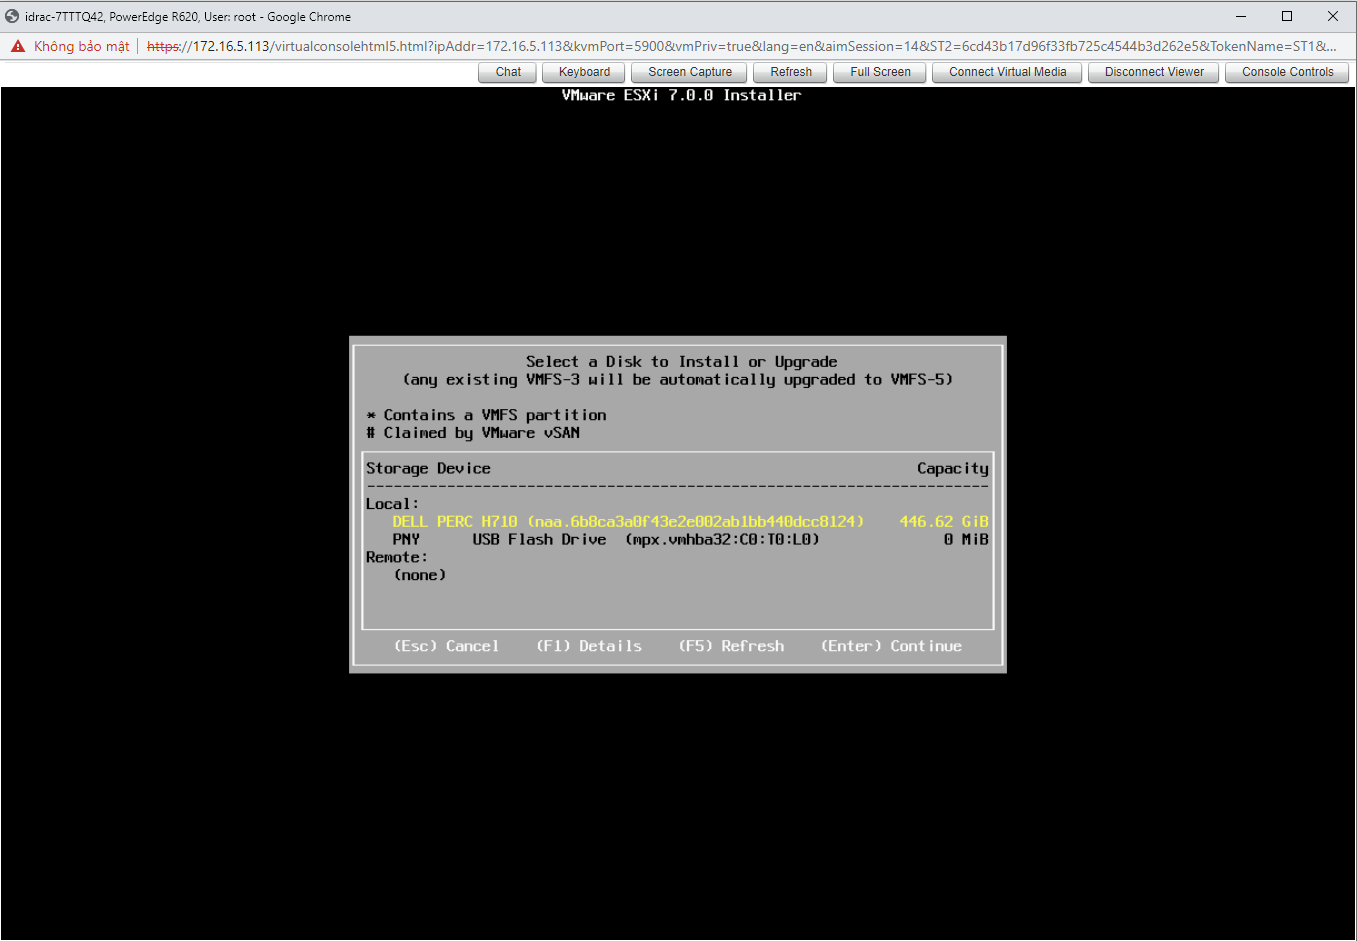 idrac-7TTTQ42, PowerEdge R620, User: root - Google Chrome
Không bảo mật | https://172.16.5.113/virtualconsolehtml5.html?ipAddr=172.16.5.113&kvmPort=5900&vmPriv=true&lang=en&aimSession=14&ST2=6cd43b17d96f33fb725c4544b3d262e5&TokenName=ST1&...
Chat Keyboard Screen Capture Refresh Full Screen Connect Virtual Media Disconnect Viewer Console Controls
VMware ESXi 7.0.0 Installer
Select a Disk to Install or Upgrade
(any existing VMFS-3 will be automatically upgraded to VMFS-5)
* Contains a VMFS partition
# Claimed by VMware vSAN
Storage Device Capacity
Local:
DELL PERC H710 (naa.6b8ca3a0f43e2e002ab1bb440dcc8124) 446.62 GiB
PNY USB Flash Drive (mpx.vmhba32:C0:T0:L0) 0 MiB
Remote:
(none)
(Esc) Cancel (F1) Details (F5) Refresh (Enter) Continue